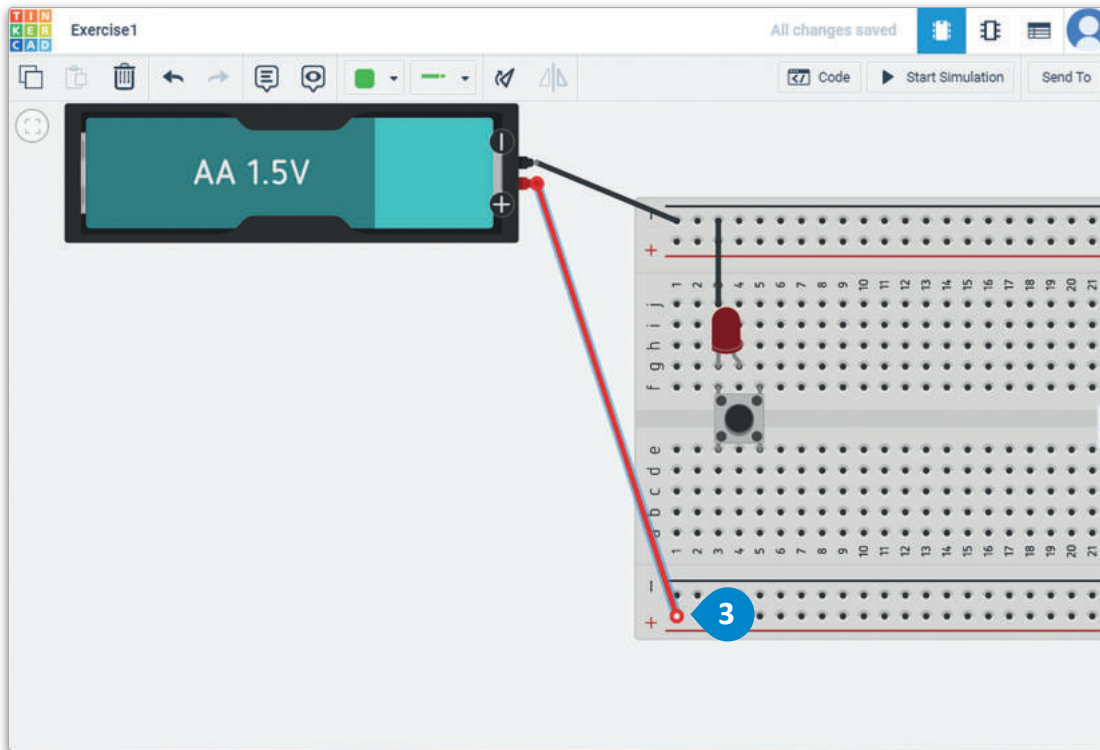 TIN
KER
CAD
Exercise1
All changes saved
Code
Start Simulation
Send To
AA 1.5V
−
+
−
+
1 2 3 4 5 6 7 8 9 10 11 12 13 14 15 16 17 18 19 20 21
j
i
h
g
f
e
d
c
b
a
1 2 3 4 5 6 7 8 9 10 11 12 13 14 15 16 17 18 19 20 21
−
+
3